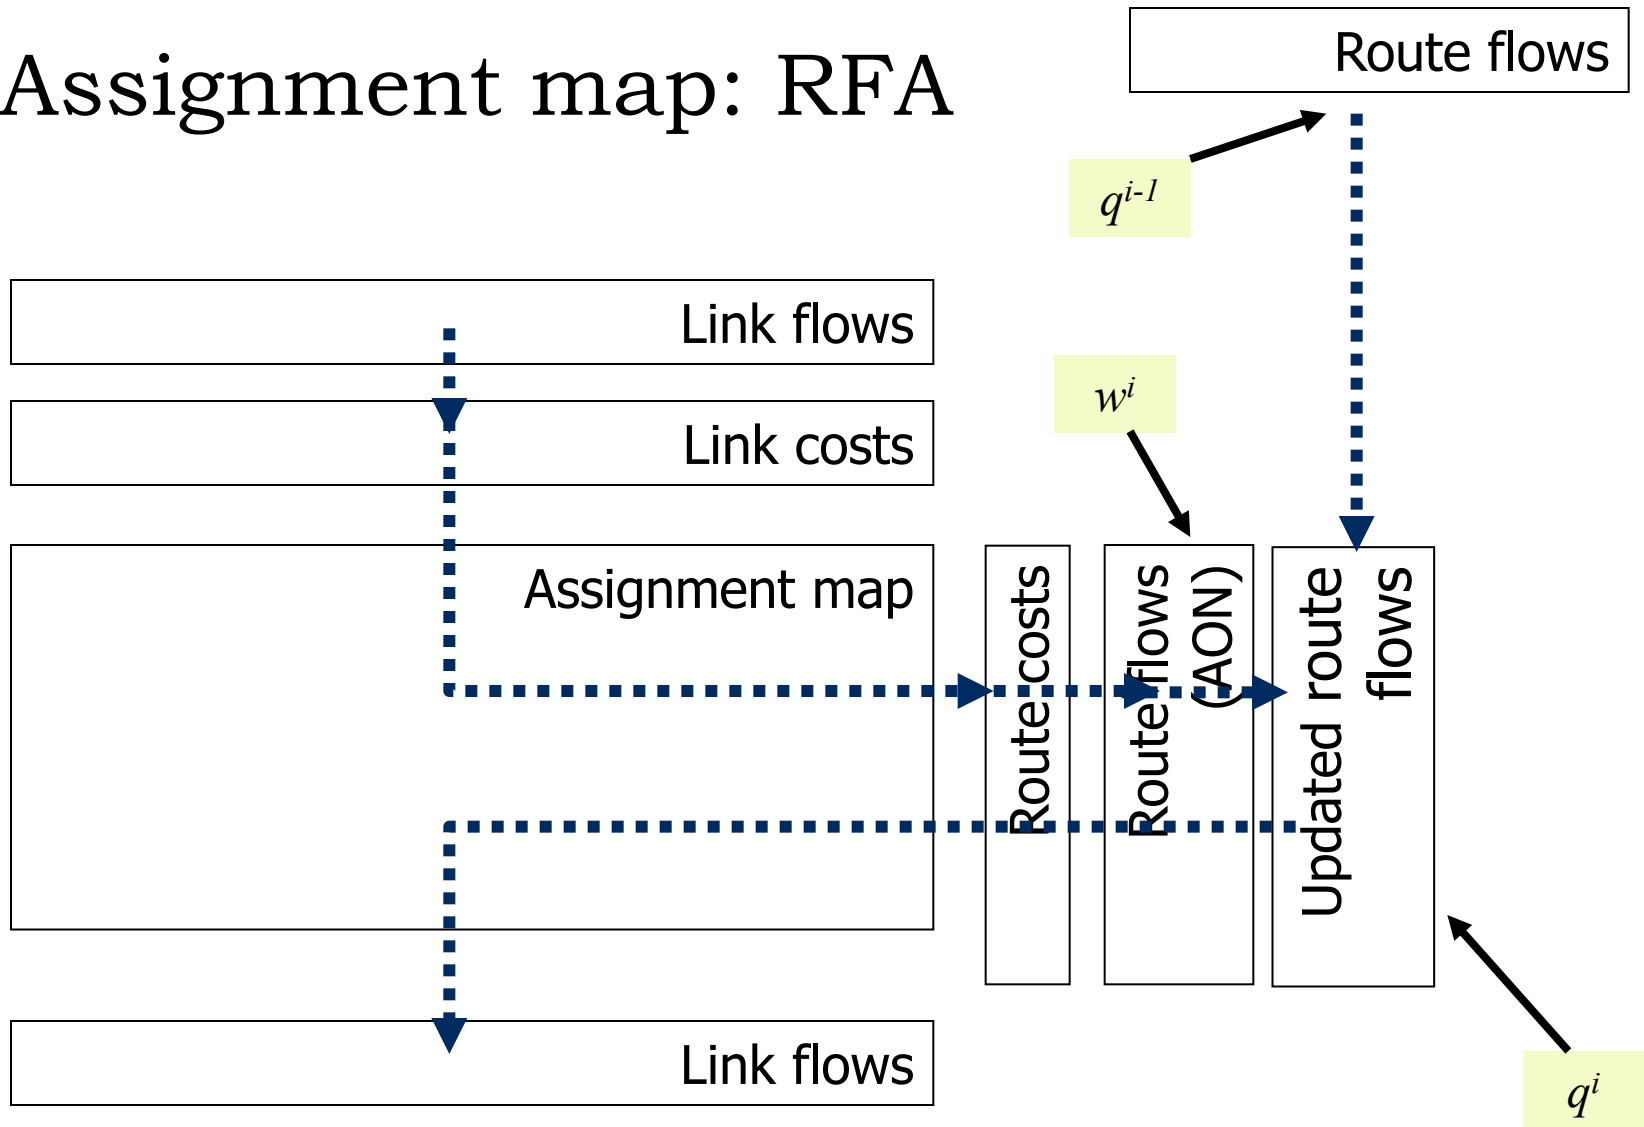 Assignment map: RFA
Route flows
q^{i-1}
Link flows
w^i
Link costs
Assignment map
Route costs
Route flows
(AON)
Updated route
flows
Link flows
q^i